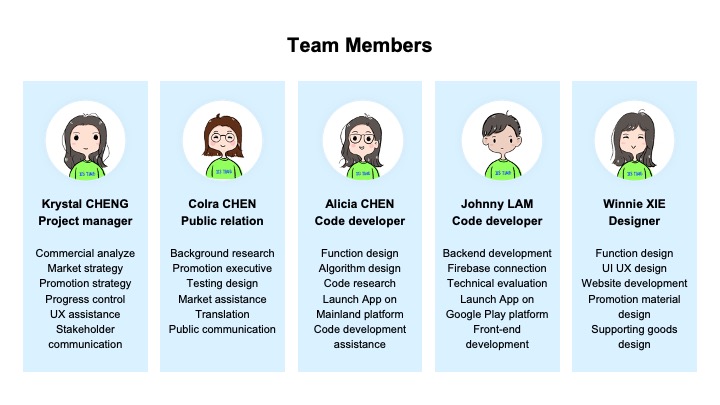 Team Members
Krystal CHENG
Project manager
Commercial analyze
Market strategy
Promotion strategy
Progress control
UX assistance
Stakeholder
communication
Colra CHEN
Public relation
Background research
Promotion executive
Testing design
Market assistance
Translation
Public communication
Alicia CHEN
Code developer
Function design
Algorithm design
Code research
Launch App on
Mainland platform
Code development
assistance
Johnny LAM
Code developer
Backend development
Firebase connection
Technical evaluation
Launch App on
Google Play platform
Front-end
development
Winnie XIE
Designer
Function design
UI UX design
Website development
Promotion material
design
Supporting goods
design